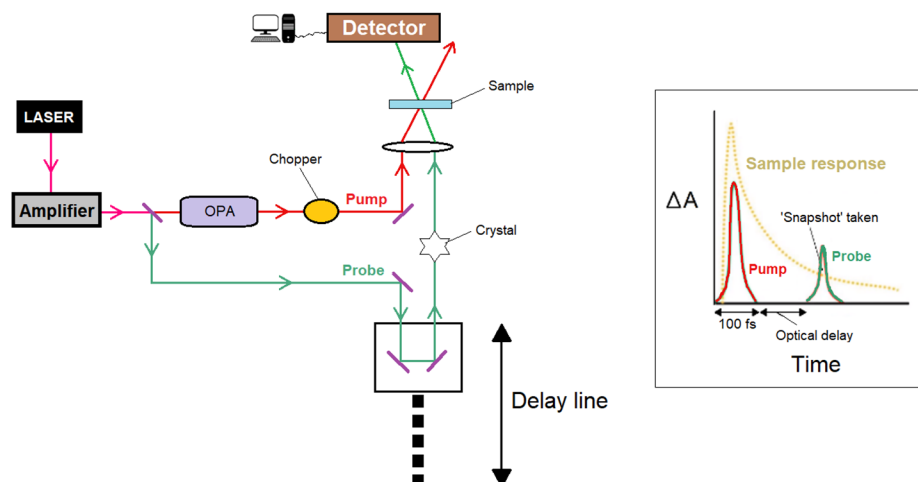 Detector
Sample
LASER
Chopper
Amplifier
OPA
Pump
Crystal
Probe
Delay line
Sample response
ΔA
'Snapshot' taken
Pump
Probe
100 fs
Optical delay
Time